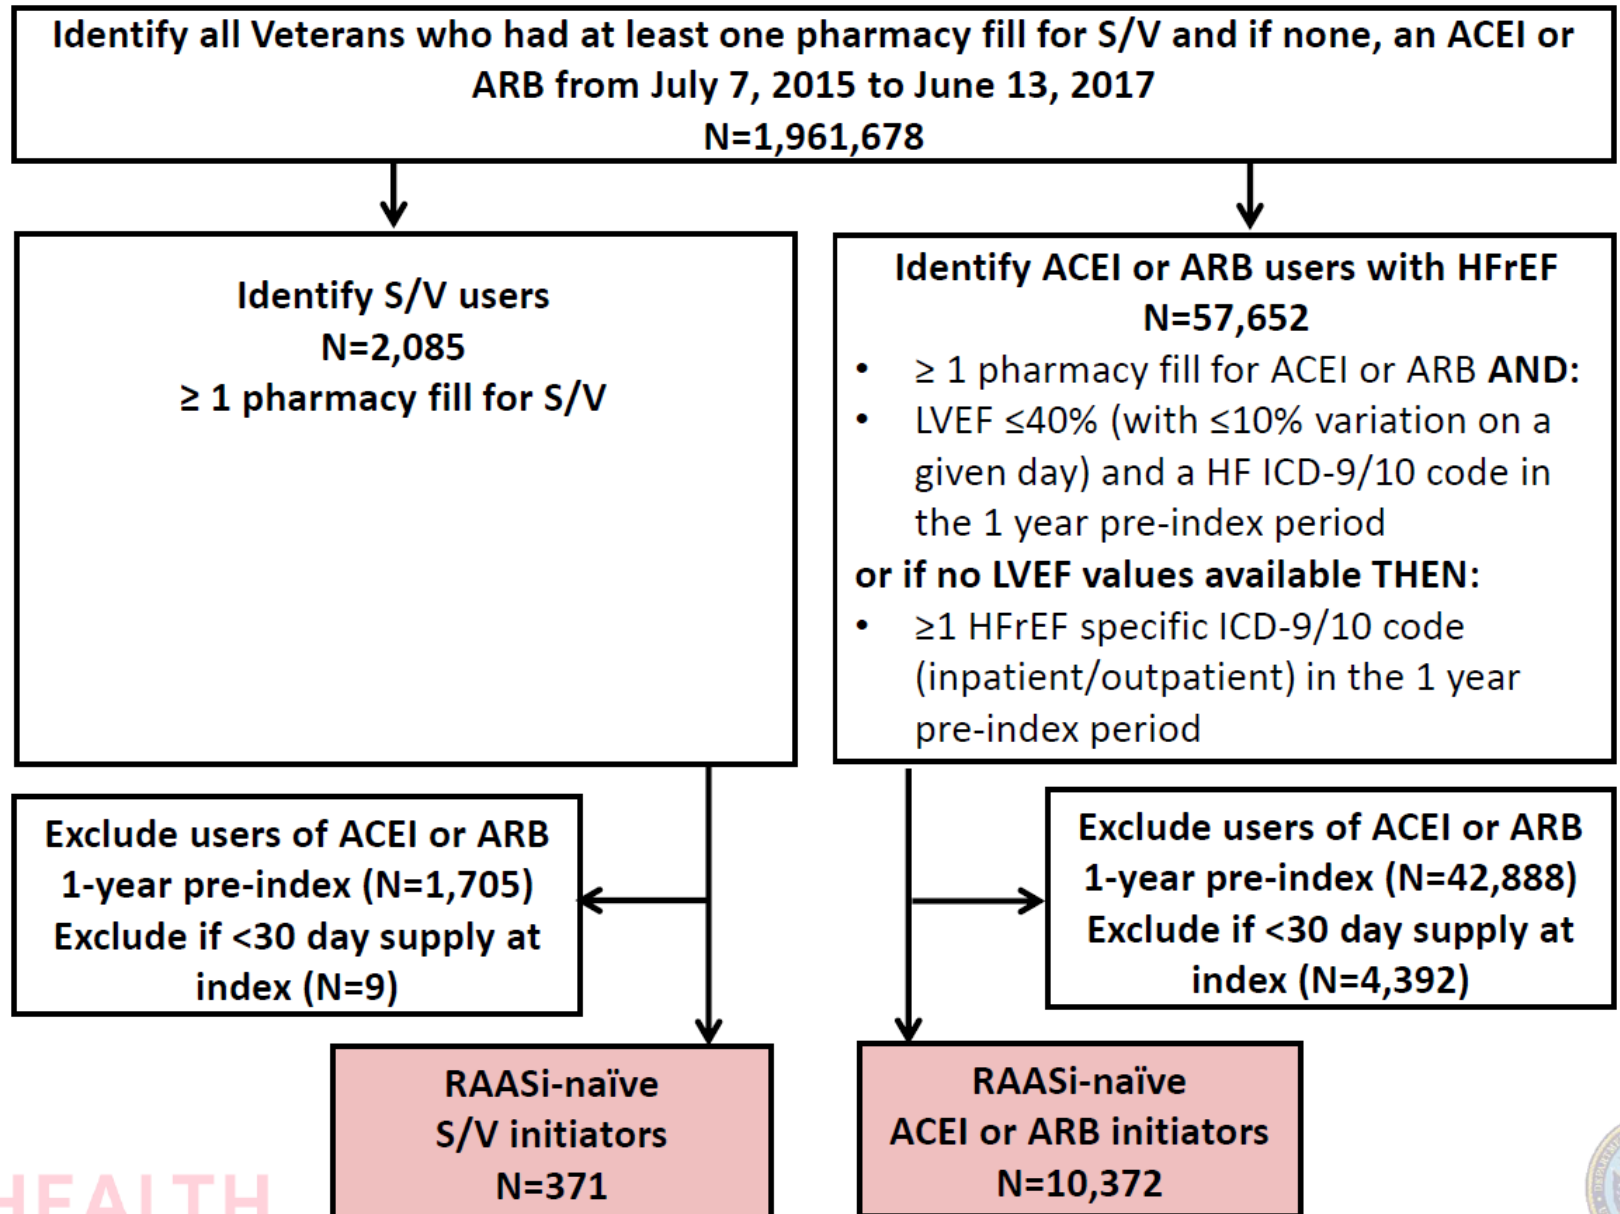 Identify all Veterans who had at least one pharmacy fill for S/V and if none, an ACEI or
ARB from July 7, 2015 to June 13, 2017
N=1,961,678
Identify S/V users
N=2,085
≥ 1 pharmacy fill for S/V
Identify ACEI or ARB users with HFrEF
N=57,652
• ≥ 1 pharmacy fill for ACEI or ARB AND:
• LVEF ≤40% (with ≤10% variation on a
given day) and a HF ICD-9/10 code in
the 1 year pre-index period
or if no LVEF values available THEN:
• ≥1 HFrEF specific ICD-9/10 code
(inpatient/outpatient) in the 1 year
pre-index period
Exclude users of ACEI or ARB
1-year pre-index (N=1,705)
Exclude if <30 day supply at
index (N=9)
Exclude users of ACEI or ARB
1-year pre-index (N=42,888)
Exclude if <30 day supply at
index (N=4,392)
RAASi-naïve
S/V initiators
N=371
RAASi-naïve
ACEI or ARB initiators
N=10,372
HEALTH